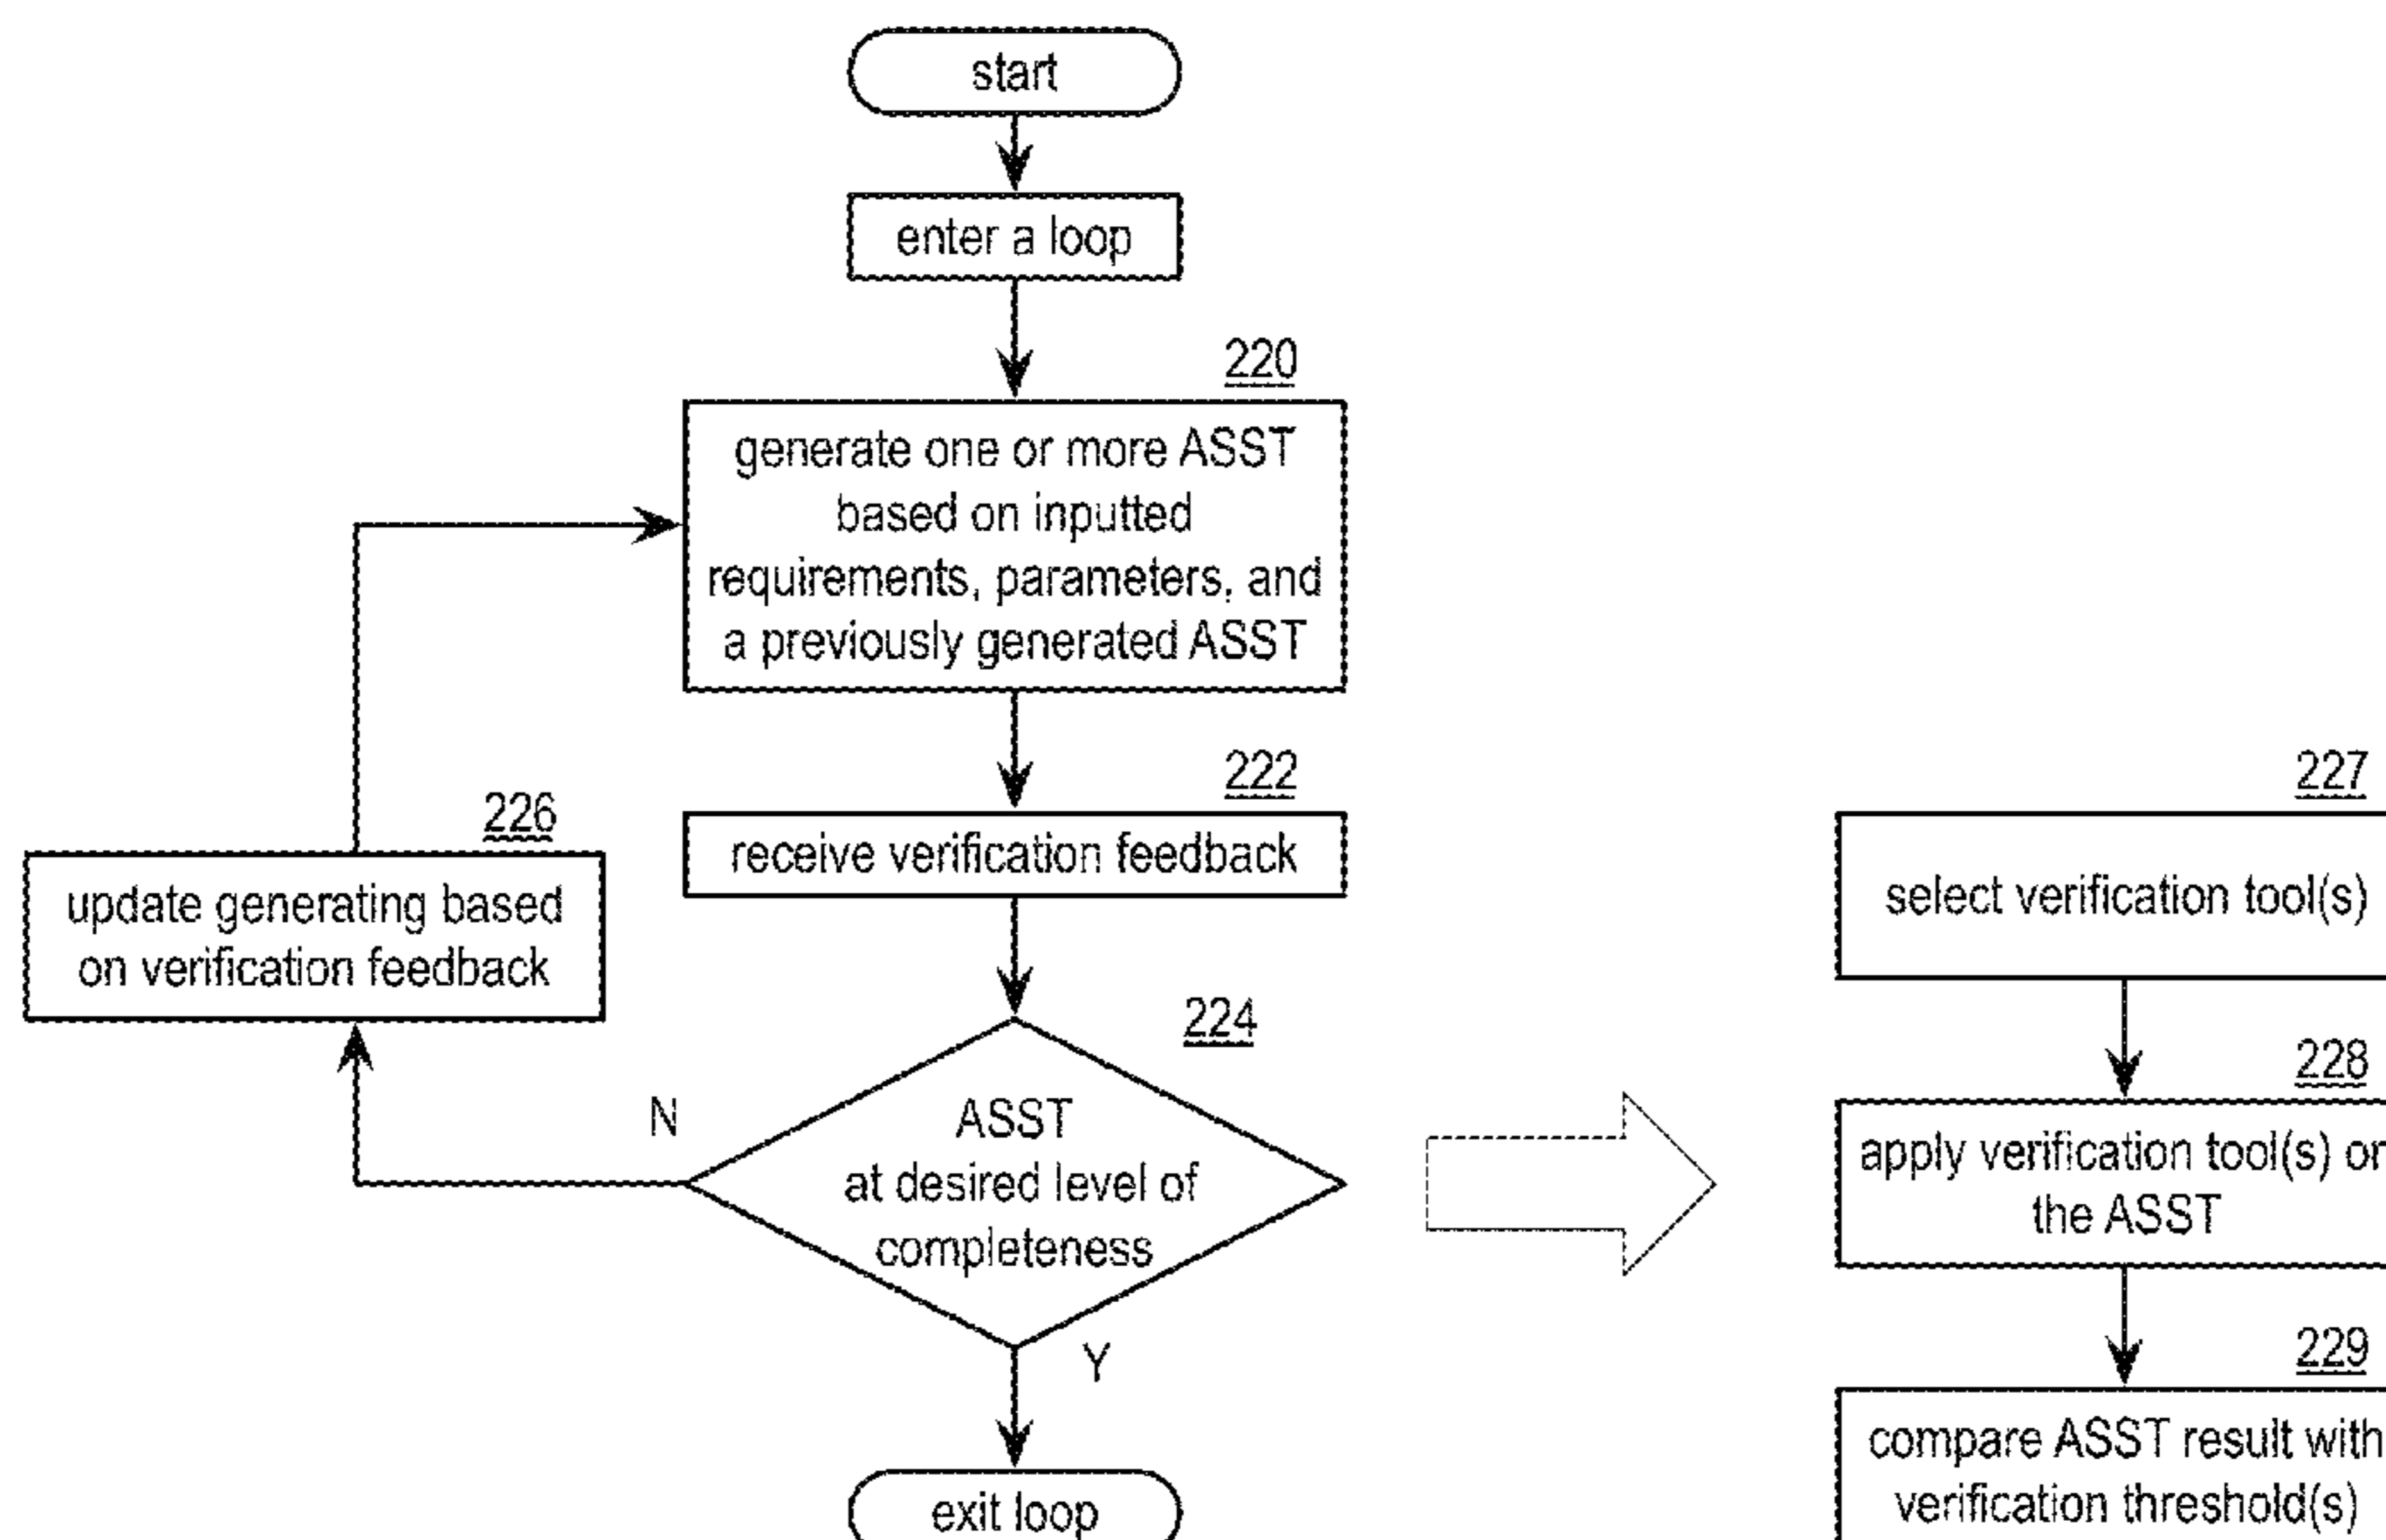 start
enter a loop
220
generate one or more ASST
based on inputted
requirements, parameters, and
a previously generated ASST
222
receive verification feedback
226
update generating based
on verification feedback
224
N
ASST
at desired level of
completeness
Y
exit loop
227
select verification tool(s)
228
apply verification tool(s) on
the ASST
229
compare ASST result with
verification threshold(s)